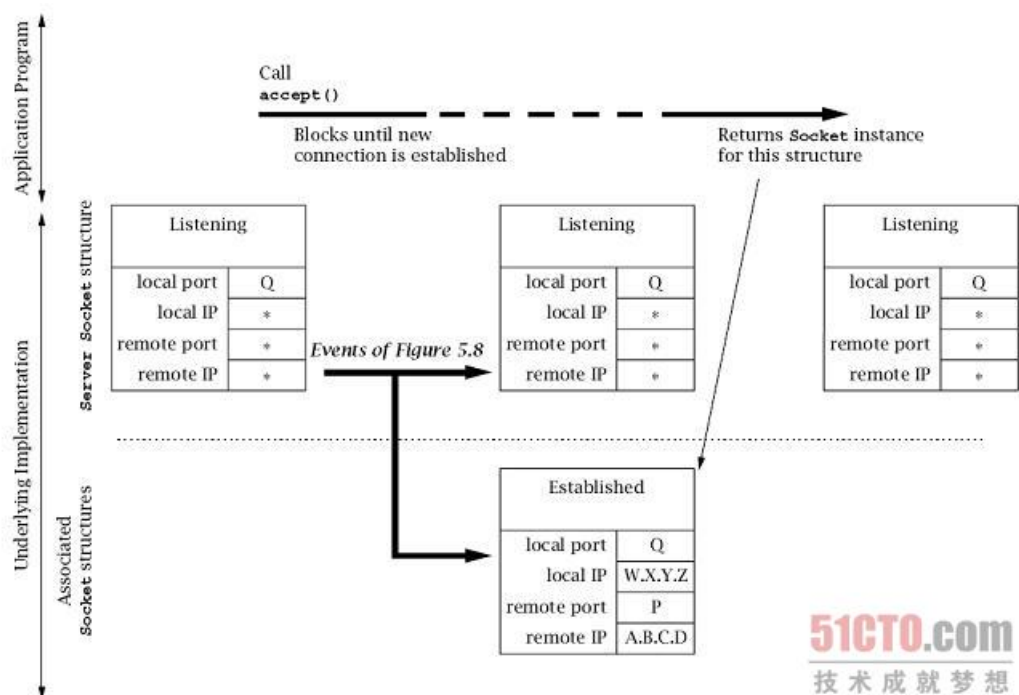 Application Program
Call
accept()
Blocks until new
connection is established
Returns Socket instance
for this structure
Underlying Implementation
Server Socket structure
Listening
local port Q
local IP *
remote port *
remote IP *
Events of Figure 5.8
Listening
local port Q
local IP *
remote port *
remote IP *
Listening
local port Q
local IP *
remote port *
remote IP *
Associated
Socket structures
Established
local port Q
local IP W.X.Y.Z
remote port P
remote IP A.B.C.D
51CTO.com
技术成就梦想